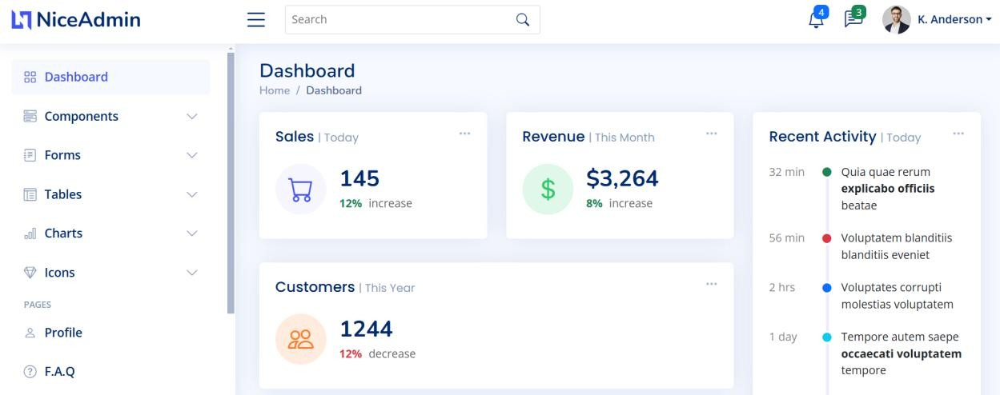 NiceAdmin
Search
4
3
K. Anderson
Dashboard
Components
Forms
Tables
Charts
Icons
PAGES
Profile
F.A.Q
Dashboard
Home / Dashboard
Sales | Today
145
12% increase
Revenue | This Month
$3,264
8% increase
Customers | This Year
1244
12% decrease
Recent Activity | Today
32 min
Quia quae rerum
explicabo officiis
beatae
56 min
Voluptatem blanditiis
blanditiis eveniet
2 hrs
Voluptates corrupti
molestias voluptatem
1 day
Tempore autem saepe
occaecati voluptatem
tempore